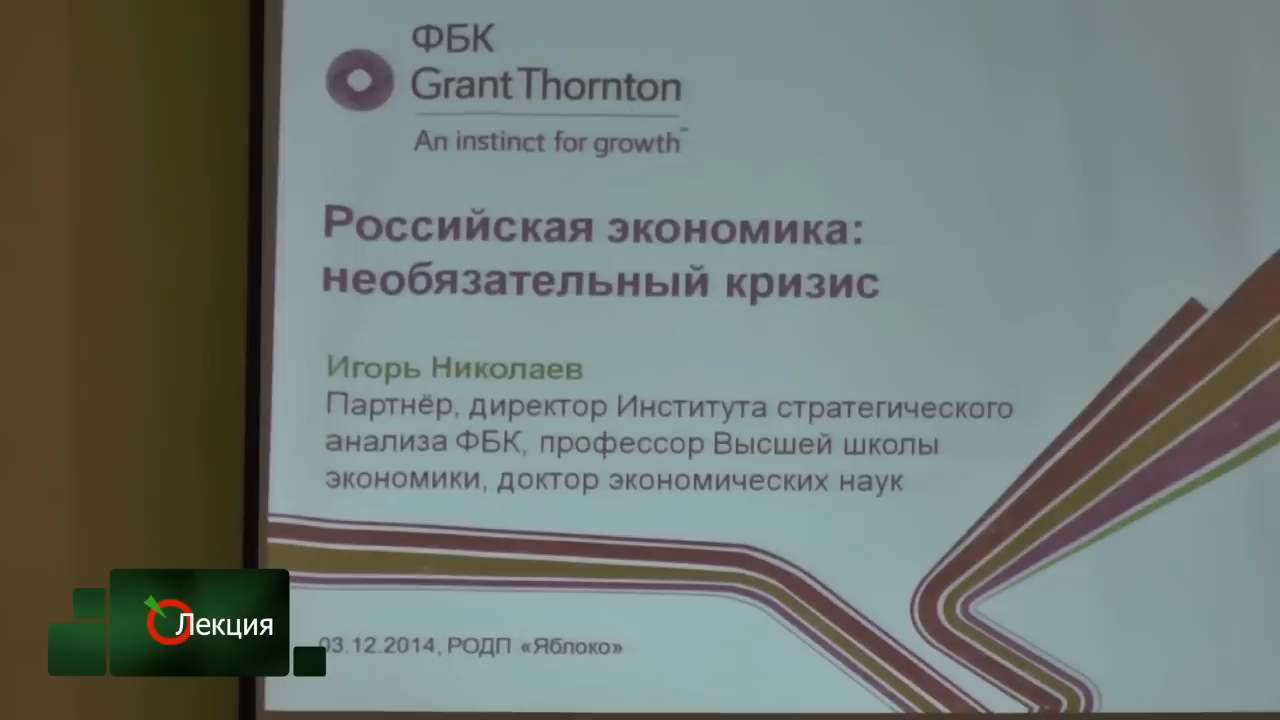 ФБК
Grant Thornton
An instinct for growth™
Российская экономика:
необязательный кризис
Игорь Николаев
Партнёр, директор Института стратегического
анализа ФБК, профессор Высшей школы
экономики, доктор экономических наук
03.12.2014, РОДП «Яблоко»
Лекция